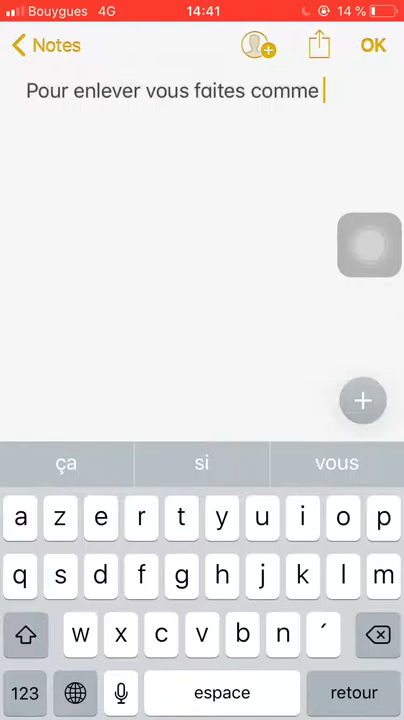 Bouygues 4G 14:41 14 %
Notes OK
Pour enlever vous faites comme
ça si vous
a z e r t y u i o p
q s d f g h j k l m
w x c v b n ´
123 espace retour